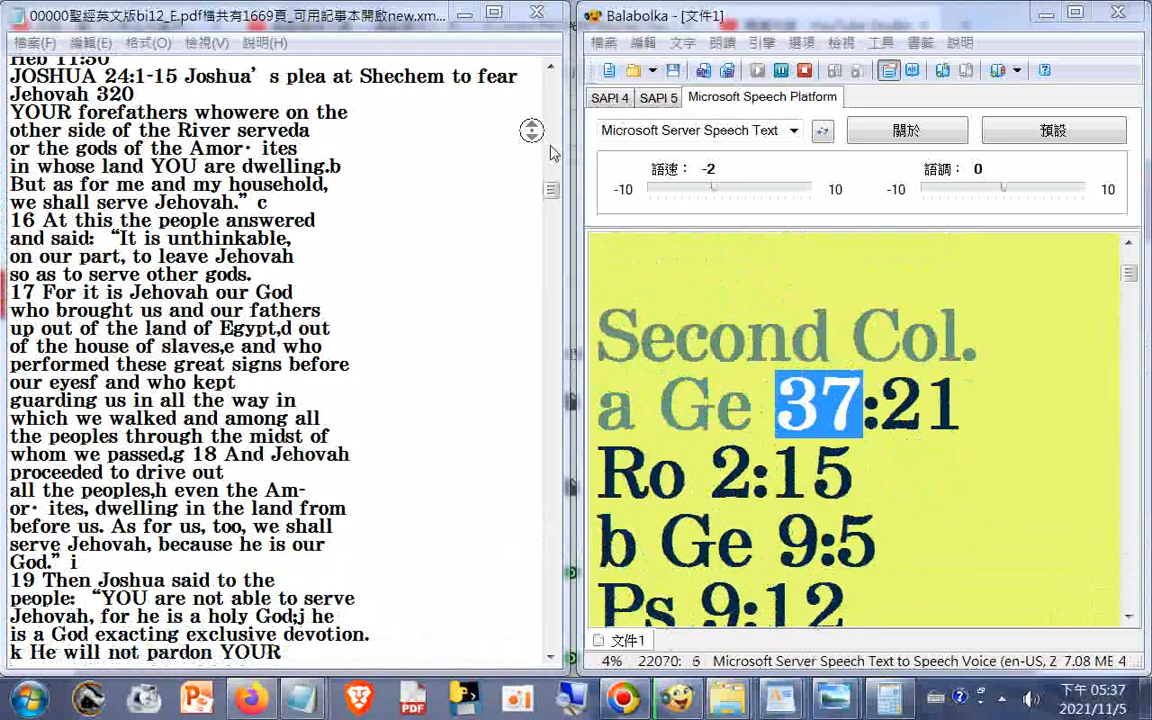 00000聖經英文版bi12_E.pdf檔共有1669頁_可用記事本開啟new.xm...
檔案(F) 編輯(E) 格式(O) 檢視(V) 說明(H)
Heb 11:30
JOSHUA 24:1-15 Joshua’s plea at Shechem to fear
Jehovah 320
YOUR forefathers whowere on the
other side of the River serveda
or the gods of the Amor· ites
in whose land YOU are dwelling.b
But as for me and my household,
we shall serve Jehovah.” c
16 At this the people answered
and said: “It is unthinkable,
on our part, to leave Jehovah
so as to serve other gods.
17 For it is Jehovah our God
who brought us and our fathers
up out of the land of Egypt,d out
of the house of slaves,e and who
performed these great signs before
our eyesf and who kept
guarding us in all the way in
which we walked and among all
the peoples through the midst of
whom we passed.g 18 And Jehovah
proceeded to drive out
all the peoples,h even the Am-
or· ites, dwelling in the land from
before us. As for us, too, we shall
serve Jehovah, because he is our
God.” i
19 Then Joshua said to the
people: “YOU are not able to serve
Jehovah, for he is a holy God;j he
is a God exacting exclusive devotion.
k He will not pardon YOUR
Balabolka - [文件1]
檔案 編輯 文字 朗讀 引擎 選項 檢視 工具 書籤 說明
SAPI 4 SAPI 5 Microsoft Speech Platform
Microsoft Server Speech Text 關於 預設
語速： -2 語調： 0
-10 10 -10 10
Second Col.
a Ge 37:21
Ro 2:15
b Ge 9:5
Ps 9:12
文件1
4% 22070: 5 Microsoft Server Speech Text to Speech Voice (en-US, Z 7.08 ME 4
下午 05:37
2021/11/5